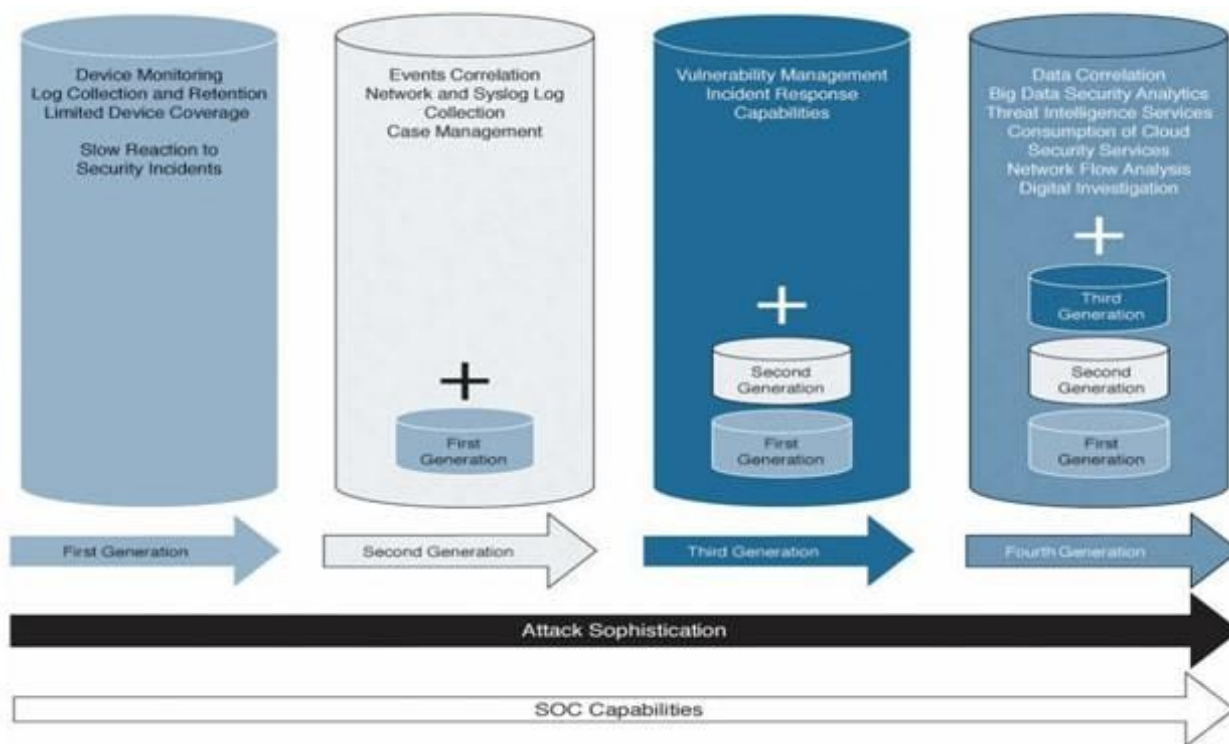 Device Monitoring
Log Collection and Retention
Limited Device Coverage
Slow Reaction to
Security Incidents
Events Correlation
Network and Syslog Log
Collection
Case Management
+
First
Generation
Vulnerability Management
Incident Response
Capabilities
+
Second
Generation
First
Generation
Data Correlation
Big Data Security Analytics
Threat Intelligence Services
Consumption of Cloud
Security Services
Network Flow Analysis
Digital Investigation
+
Third
Generation
Second
Generation
First
Generation
First Generation
Second Generation
Third Generation
Fourth Generation
Attack Sophistication
SOC Capabilities